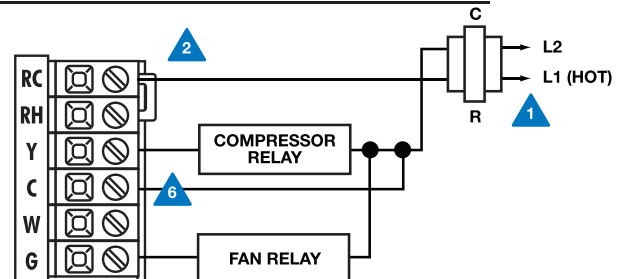 C
2
L2
RC
L1 (HOT)
RH
1
R
Y
COMPRESSOR
RELAY
C
6
W
G
FAN RELAY